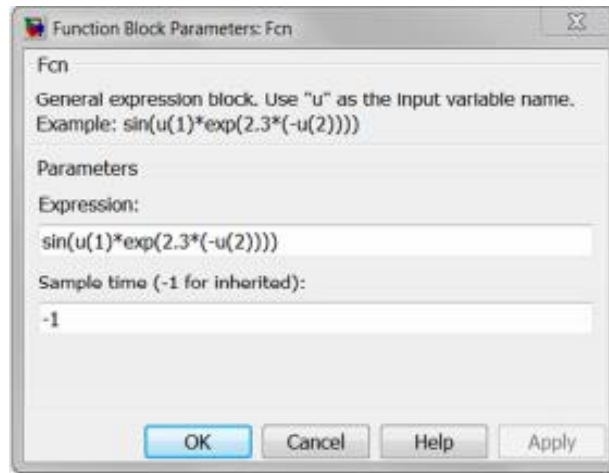 Function Block Parameters: Fcn
Fcn
General expression block. Use "u" as the input variable name.
Example: sin(u(1)*exp(2.3*(-u(2))))
Parameters
Expression:
sin(u(1)*exp(2.3*(-u(2))))
Sample time (-1 for inherited):
-1
OK Cancel Help Apply